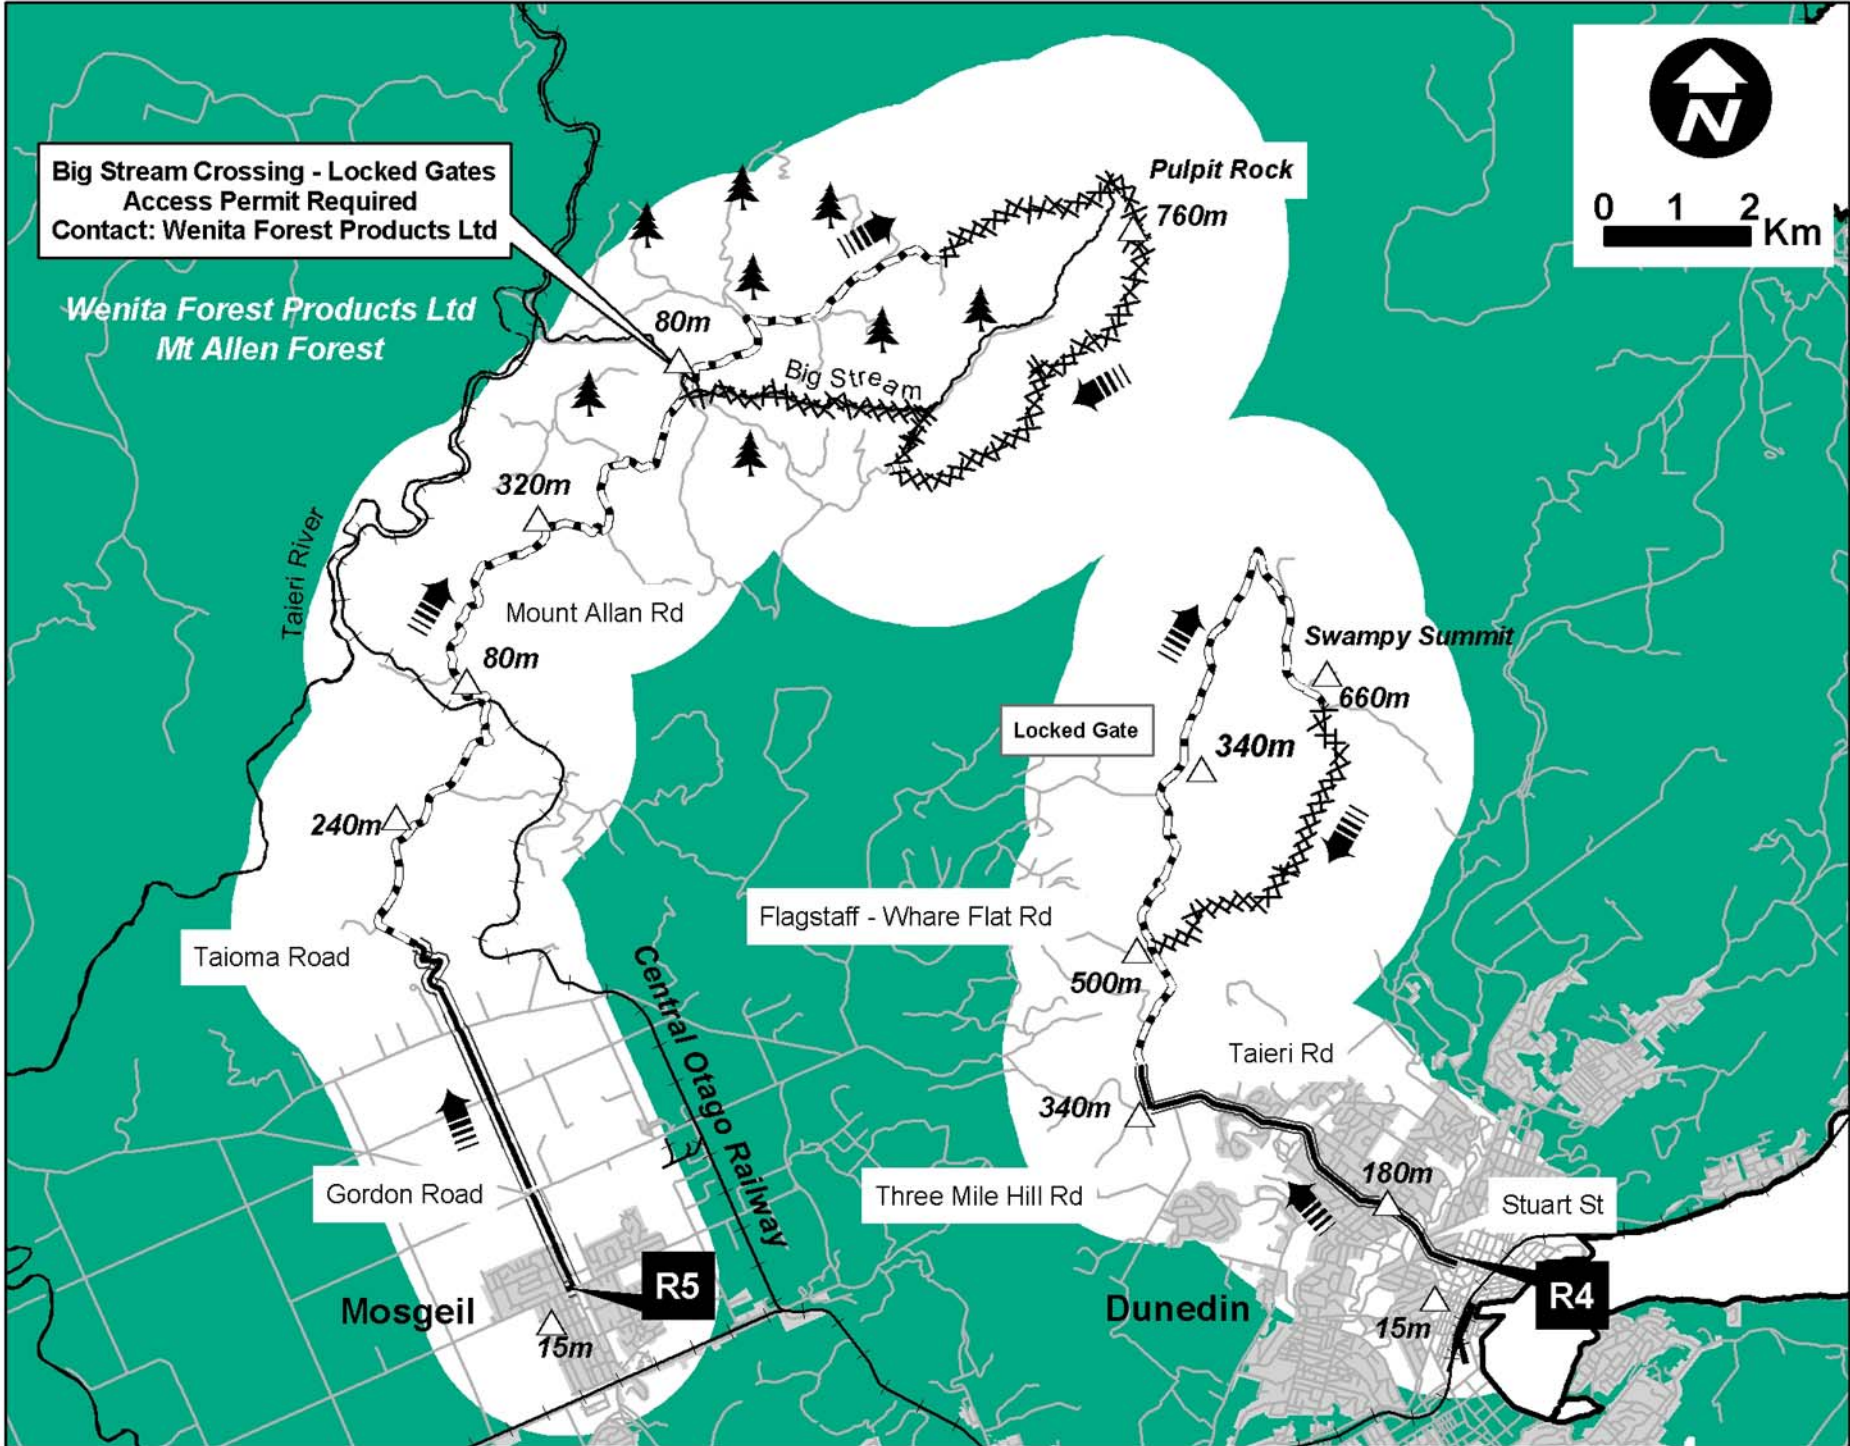 Big Stream Crossing - Locked Gates
Access Permit Required
Contact: Wenita Forest Products Ltd
Wenita Forest Products Ltd
Mt Allen Forest
Pulpit Rock
760m
N
0 1 2 Km
80m
Big Stream
320m
Taieri River
Mount Allan Rd
80m
Swampy Summit
660m
Locked Gate
340m
240m
Flagstaff - Whare Flat Rd
Taioma Road
500m
Central Otago Railway
Taieri Rd
340m
180m
Gordon Road
Three Mile Hill Rd
Stuart St
R5
R4
Mosgeil
Dunedin
15m
15m